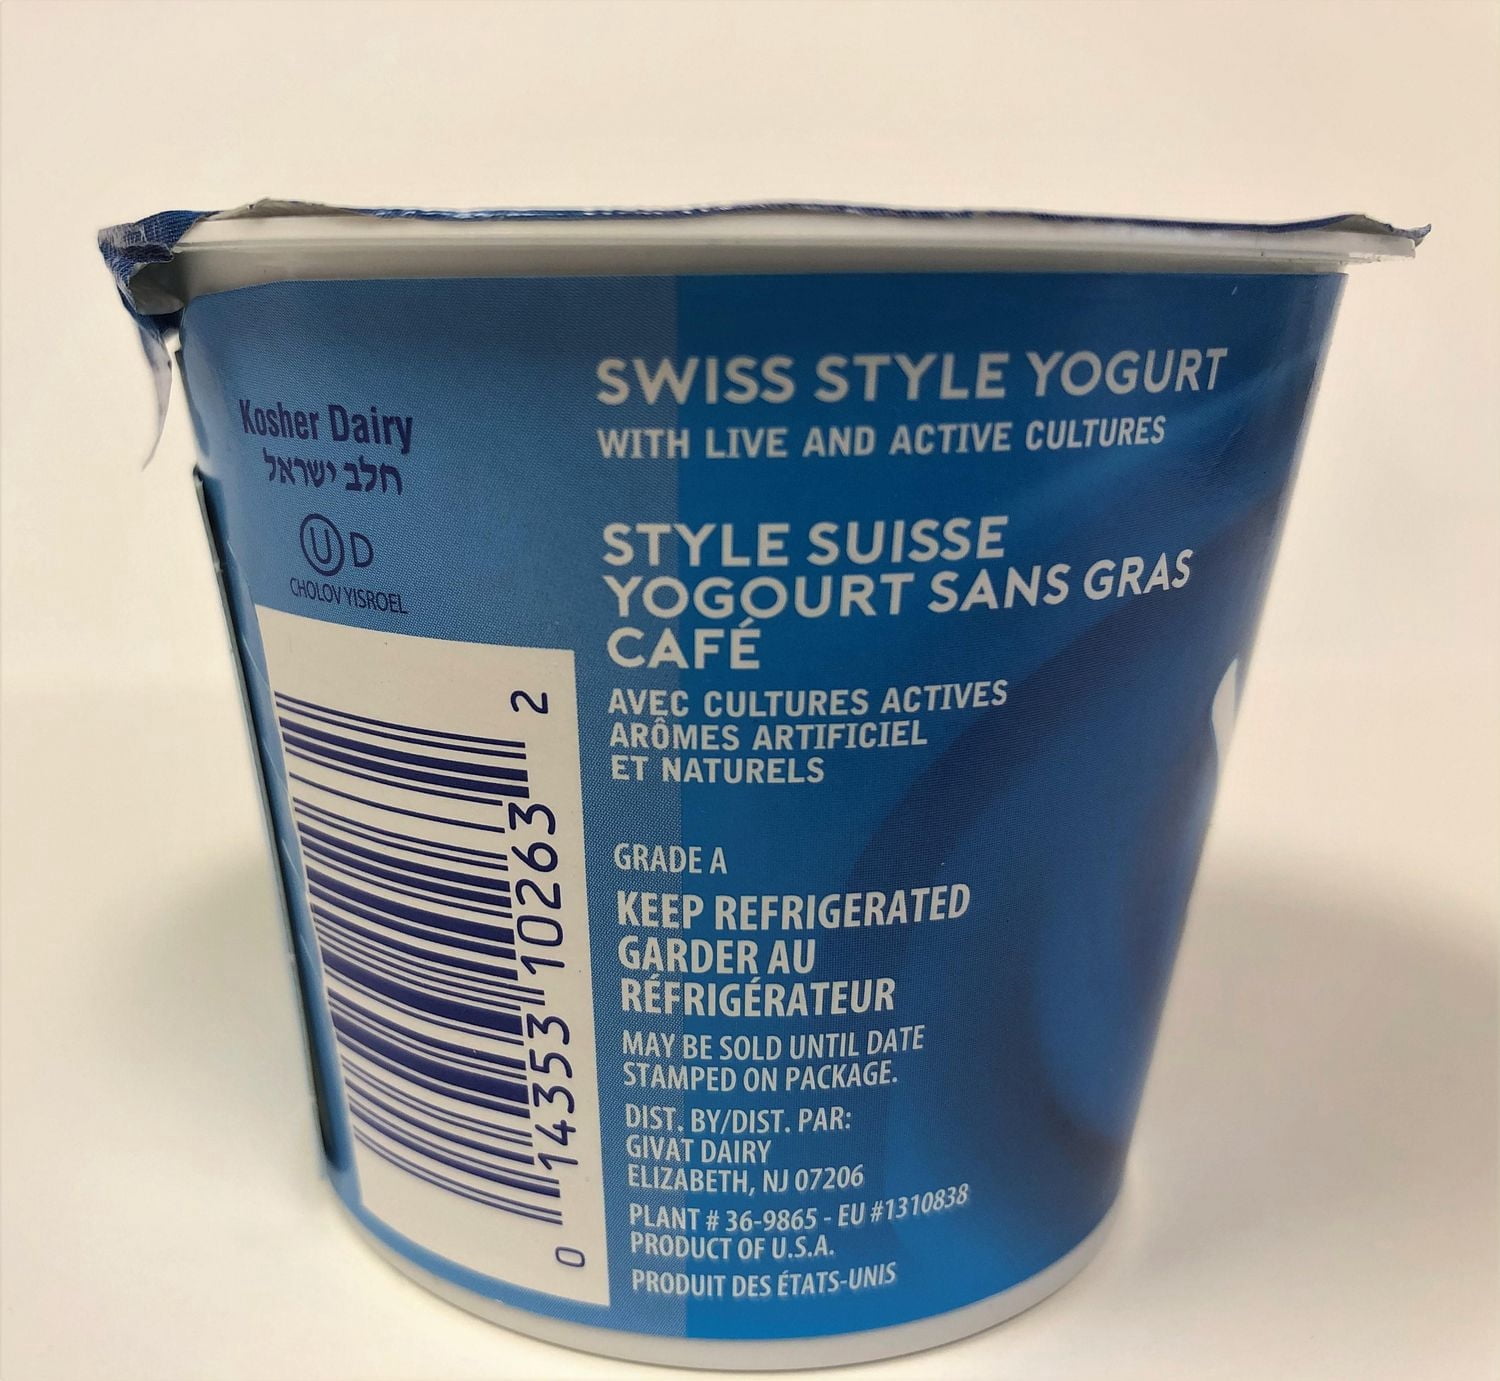 Kosher Dairy
חלב ישראל
U D
CHOLOV YISROEL
0 14353 10263 2
SWISS STYLE YOGURT
WITH LIVE AND ACTIVE CULTURES
STYLE SUISSE
YOGOURT SANS GRAS
CAFÉ
AVEC CULTURES ACTIVES
ARÔMES ARTIFICIEL
ET NATURELS
GRADE A
KEEP REFRIGERATED
GARDER AU
RÉFRIGÉRATEUR
MAY BE SOLD UNTIL DATE
STAMPED ON PACKAGE.
DIST. BY/DIST. PAR:
GIVAT DAIRY
ELIZABETH, NJ 07206
PLANT # 36-9865 - EU #1310838
PRODUCT OF U.S.A.
PRODUIT DES ÉTATS-UNIS